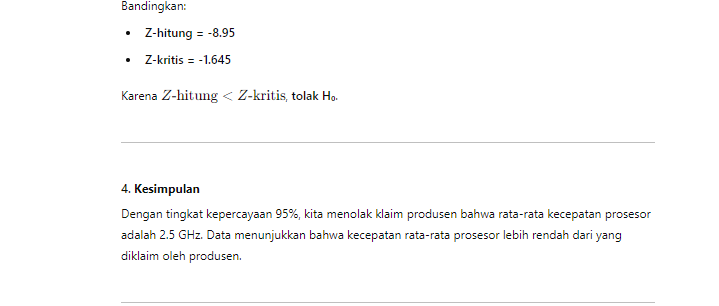 Bandingkan:
• Z-hitung = -8.95
• Z-kritis = -1.645
Karena Z-hitung < Z-kritis, tolak H₀.
4. Kesimpulan
Dengan tingkat kepercayaan 95%, kita menolak klaim produsen bahwa rata-rata kecepatan prosesor
adalah 2.5 GHz. Data menunjukkan bahwa kecepatan rata-rata prosesor lebih rendah dari yang
diklaim oleh produsen.